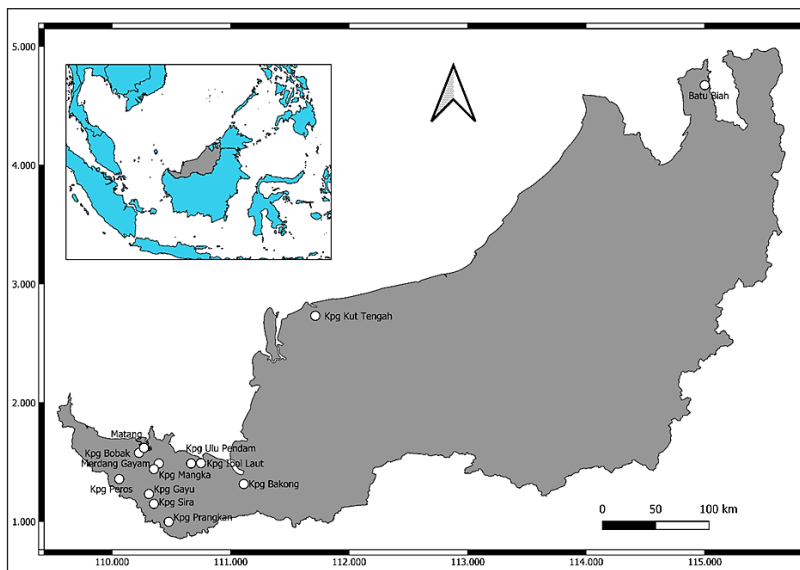 5.000
Batu Biah
4.000
3.000
Kpg Kut Tengah
2.000
Matang
Kpg Ulu Pendam
Kpg Bobak
Merdang Gayam
Kpg Jool Laut
Kpg Mangka
Kpg Peros
Kpg Gayu
Kpg Bakong
Kpg Sira
Kpg Prangkan
1.000
0 50 100 km
110.000 111.000 112.000 113.000 114.000 115.000